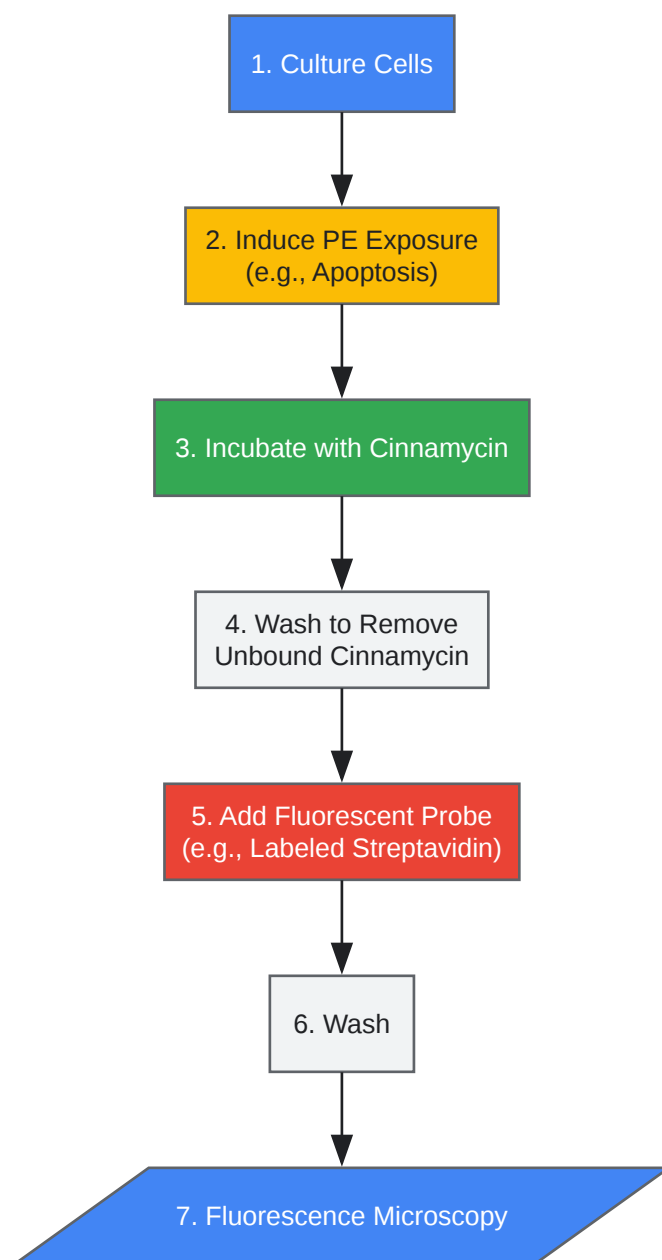 1. Culture Cells
2. Induce PE Exposure
(e.g., Apoptosis)
3. Incubate with Cinnamycin
4. Wash to Remove
Unbound Cinnamycin
5. Add Fluorescent Probe
(e.g., Labeled Streptavidin)
6. Wash
7. Fluorescence Microscopy